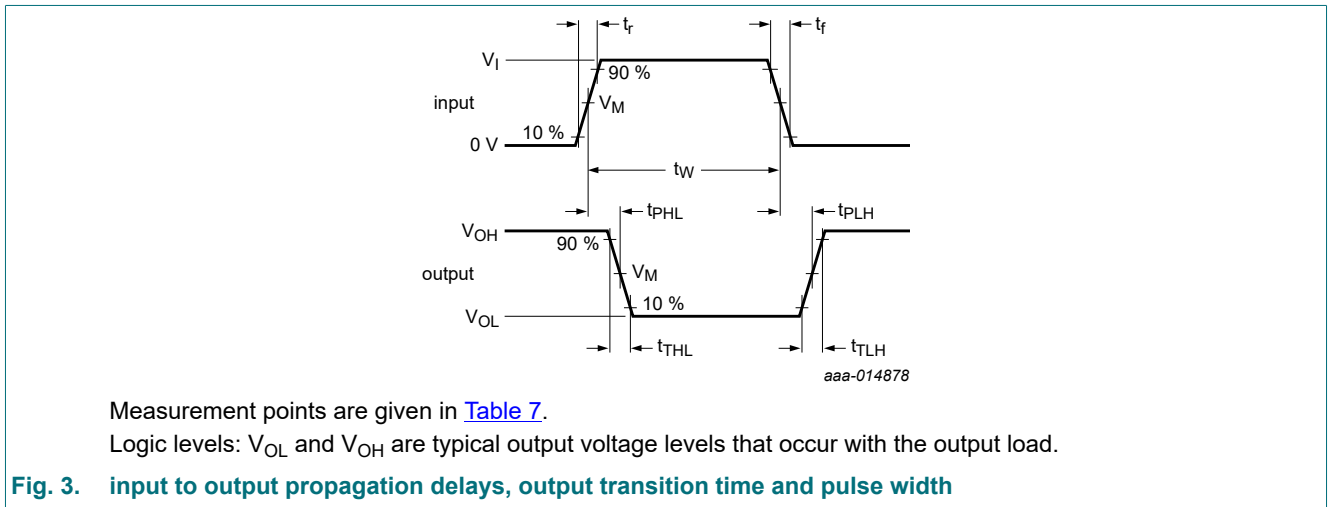 tr
tf
VI
90 %
input
VM
10 %
0 V
tW
tPHL
tPLH
VOH
90 %
output
VM
10 %
VOL
tTHL
tTLH
aaa-014878
Measurement points are given in Table 7.
Logic levels: VOL and VOH are typical output voltage levels that occur with the output load.
Fig. 3. input to output propagation delays, output transition time and pulse width